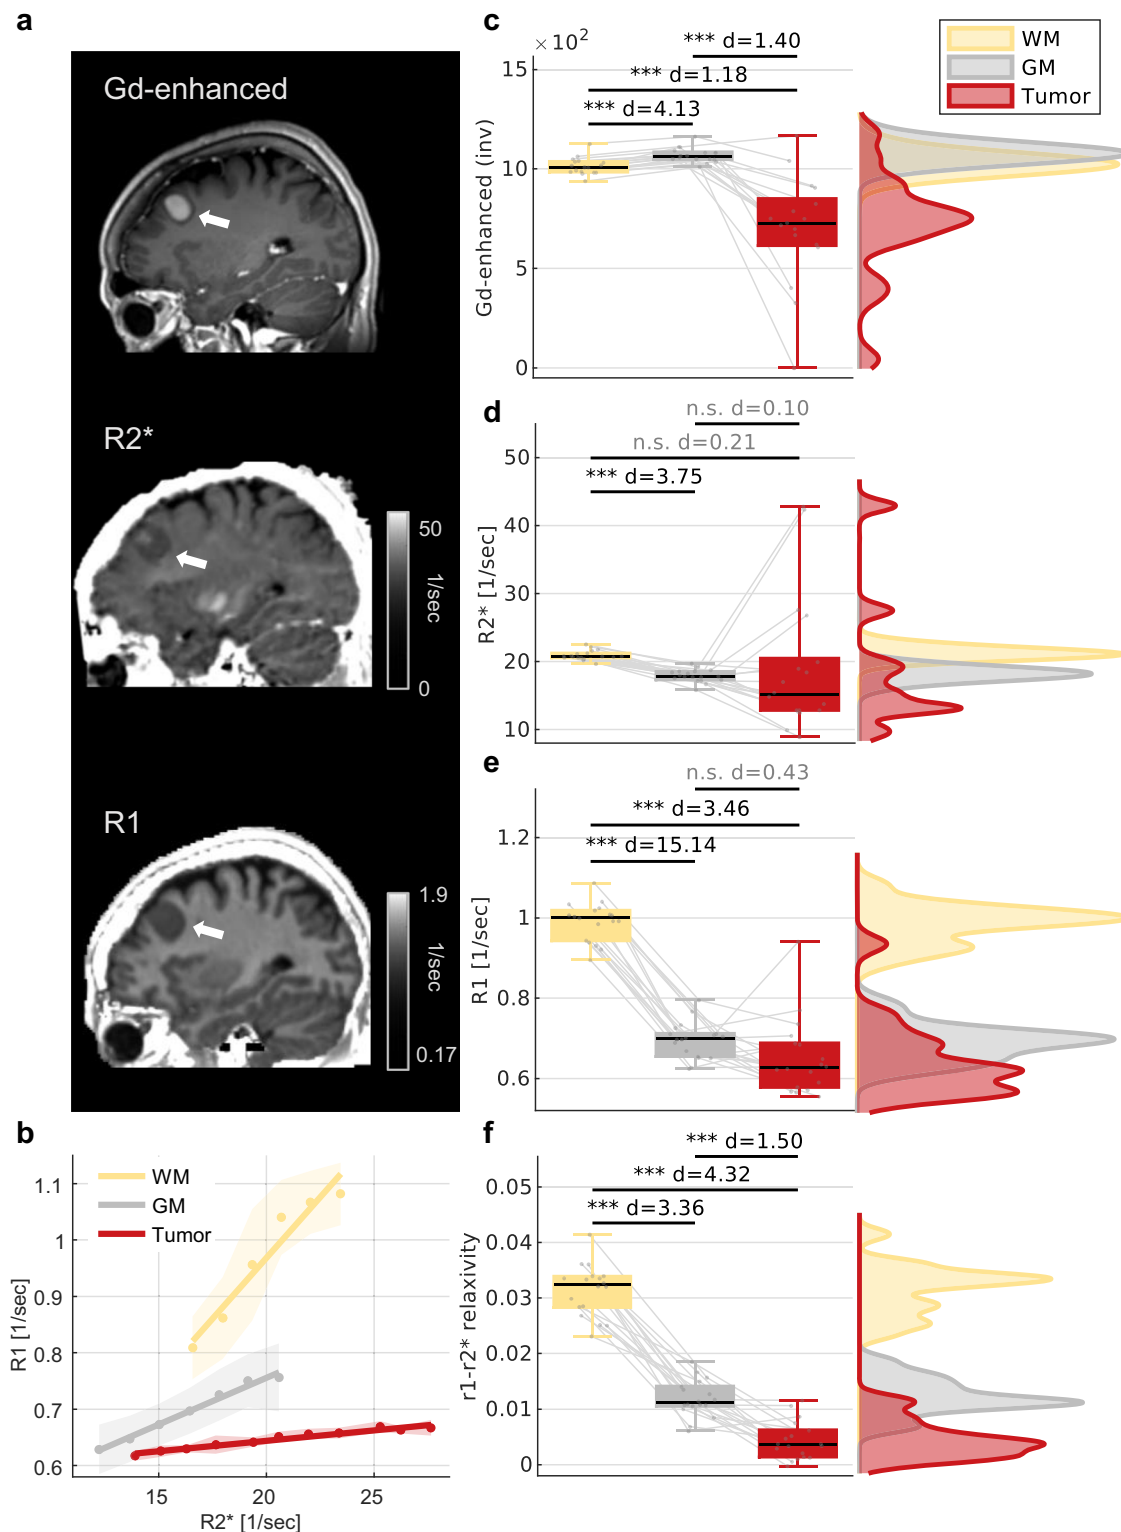 a
Gd-enhanced
R2*
50
1/sec
0
R1
1.9
1/sec
0.17
b
WM
GM
Tumor
1.1
1
0.9
0.8
0.7
0.6
R1 [1/sec]
15
20
25
R2* [1/sec]
c
×10²
*** d=1.40
*** d=1.18
*** d=4.13
15
10
5
0
Gd-enhanced (inv)
WM
GM
Tumor
d
n.s. d=0.10
n.s. d=0.21
*** d=3.75
50
40
30
20
10
R2* [1/sec]
e
n.s. d=0.43
*** d=3.46
*** d=15.14
1.2
1
0.8
0.6
R1 [1/sec]
f
*** d=1.50
*** d=4.32
*** d=3.36
0.05
0.04
0.03
0.02
0.01
0
r1-r2* relaxivity